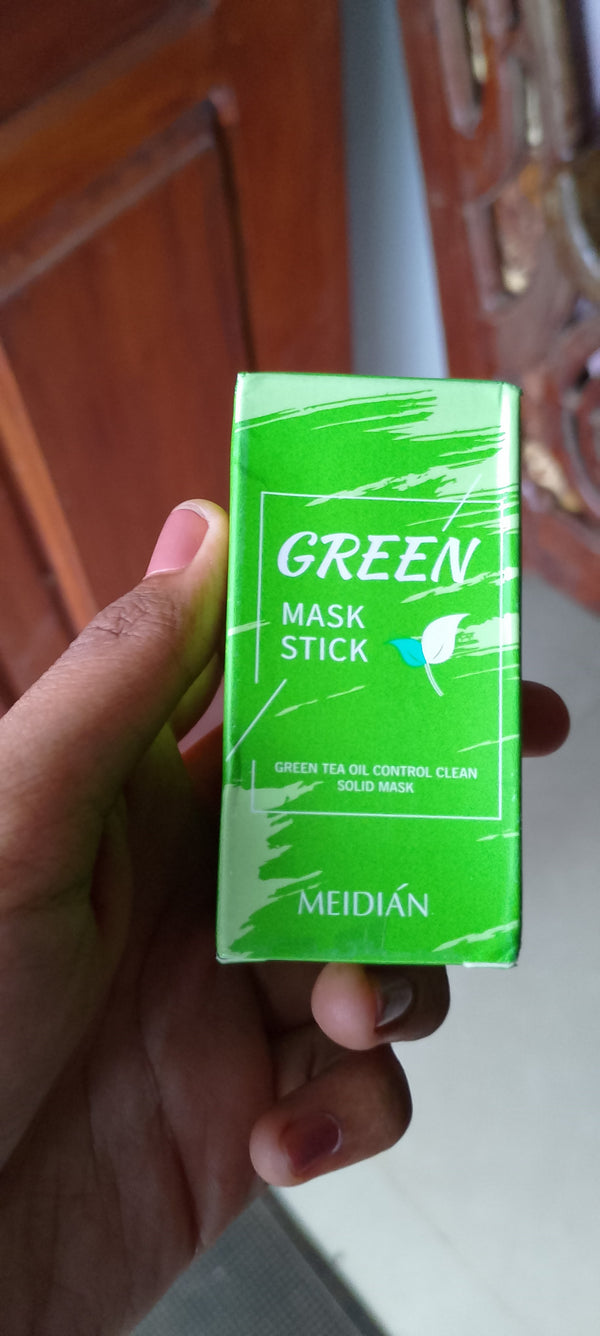 GREEN
MASK
STICK
GREEN TEA OIL CONTROL CLEAN
SOLID MASK
MEIDIÁN